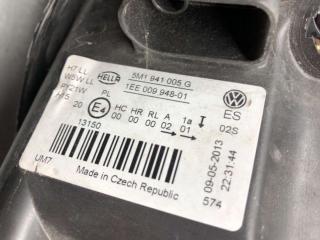 H7 LL
W5W LL
PY21W
H15
HELLA
PL
5M1 941 005 G
1EE 009 948-01
20 E4
HC HR RL A 1a
00 00 00 02 01
13150
UM7
Made in Czech Republic
ES
02S
09-05-2013
22:31:44
574